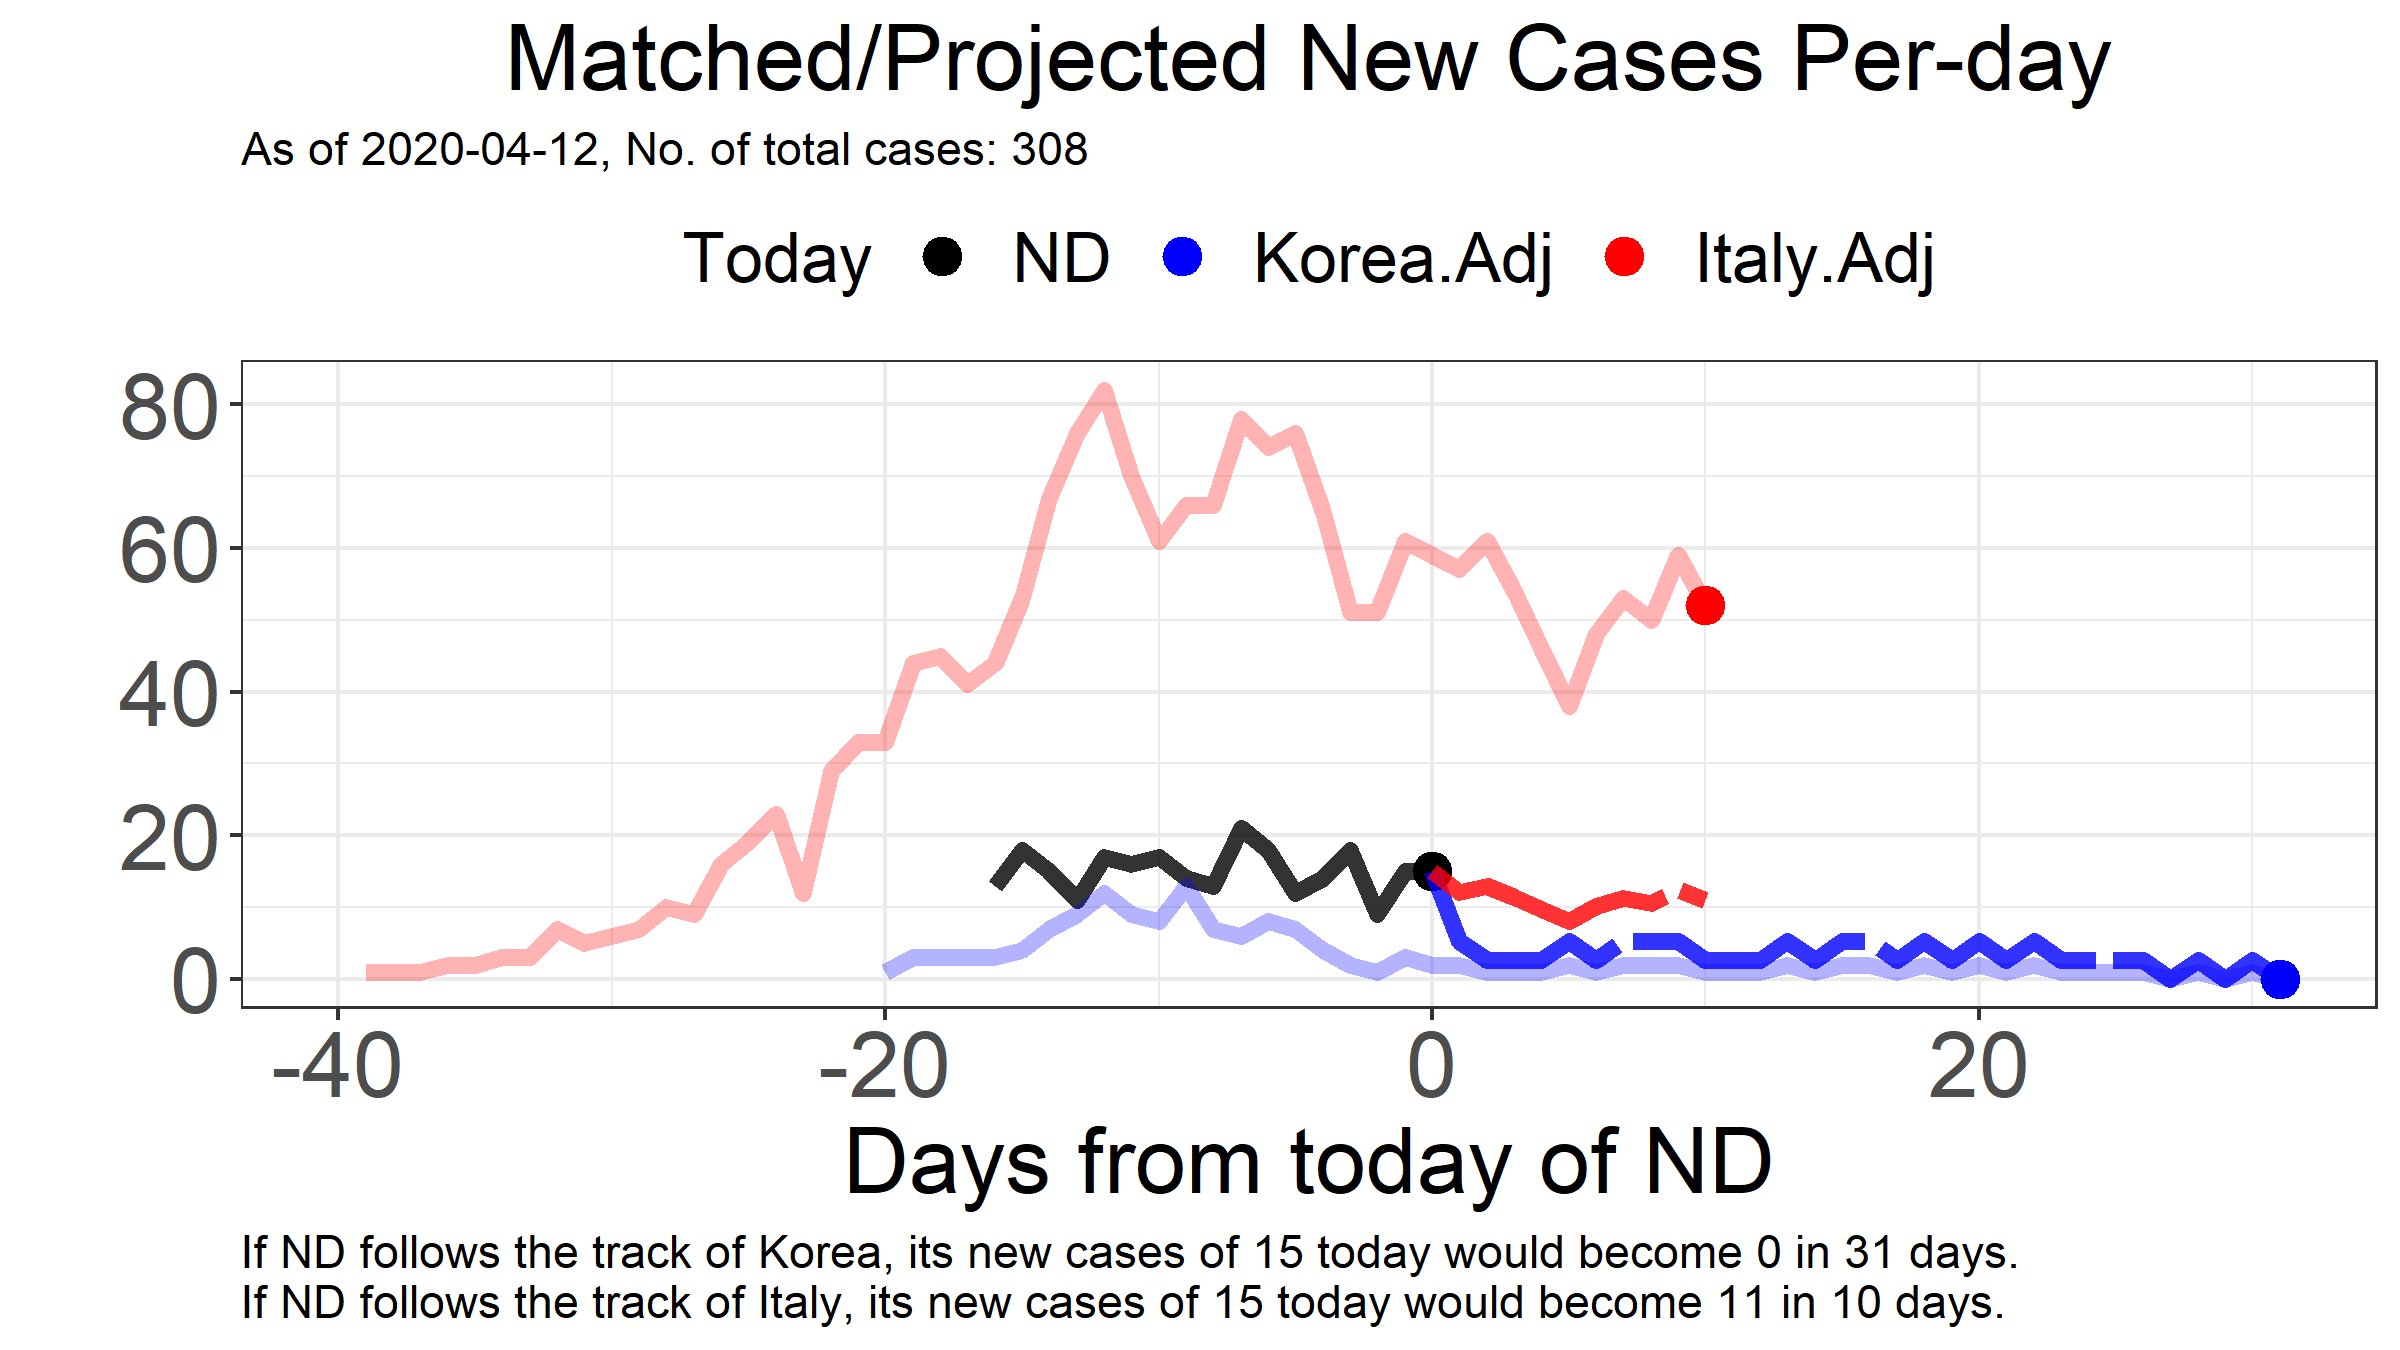 Matched/Projected New Cases Per-day
As of 2020-04-12, No. of total cases: 308
Today ND Korea.Adj Italy.Adj
80
60
40
20
0
-40 -20 0 20
Days from today of ND
If ND follows the track of Korea, its new cases of 15 today would become 0 in 31 days.
If ND follows the track of Italy, its new cases of 15 today would become 11 in 10 days.